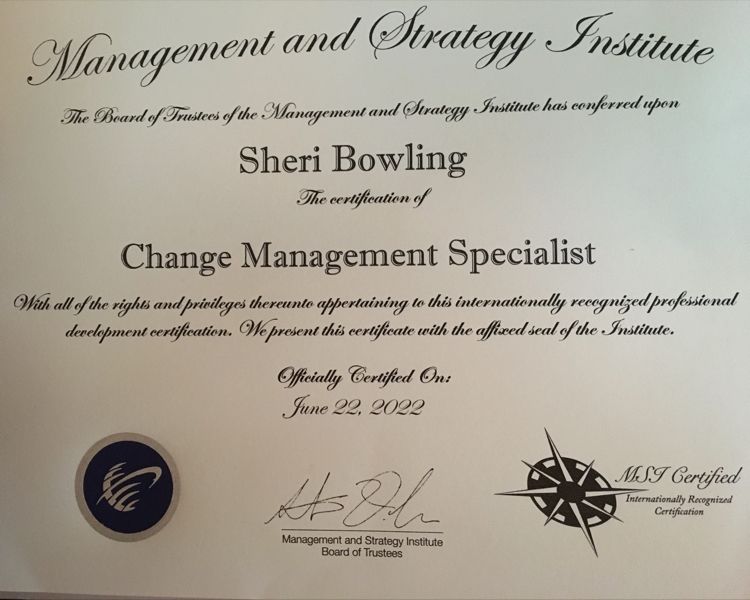 Management and Strategy Institute
The Board of Trustees of the Management and Strategy Institute has conferred upon
Sheri Bowling
The certification of
Change Management Specialist
With all of the rights and privileges thereunto appertaining to this internationally recognized professional
development certification. We present this certificate with the affixed seal of the Institute.
Officially Certified On:
June 22, 2022
Management and Strategy Institute
Board of Trustees
MSI Certified
Internationally Recognized
Certification